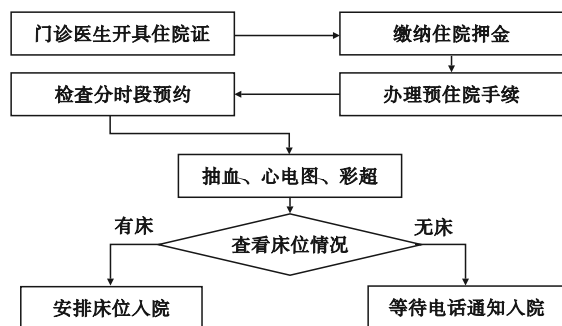 门诊医生开具住院证
缴纳住院押金
办理预住院手续
检查分时段预约
抽血、心电图、彩超
查看床位情况
有床
无床
安排床位入院
等待电话通知入院